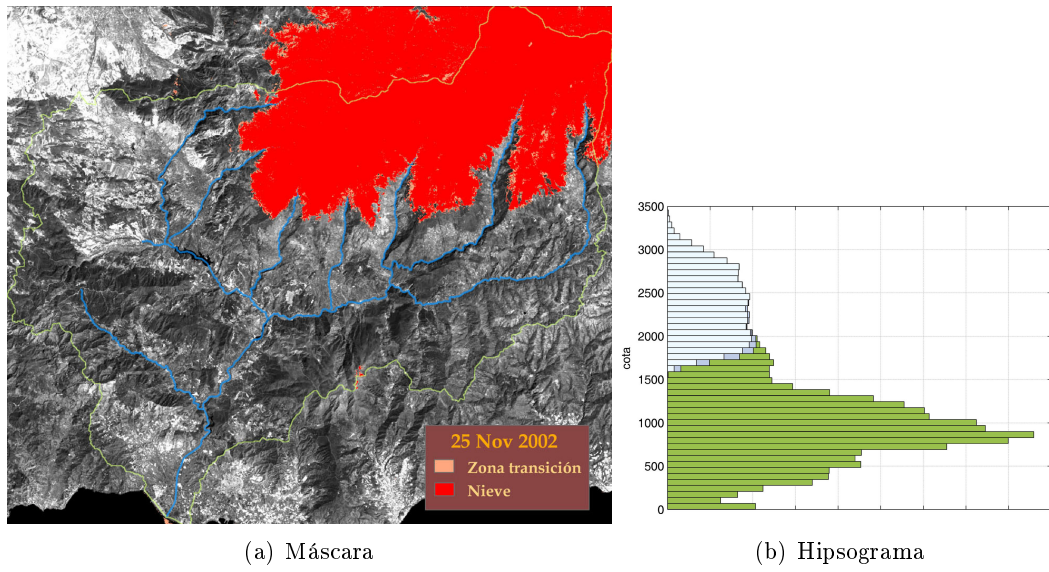 25 Nov 2002
Zona transición
Nieve
3500
3000
2500
2000
cota
1500
1000
500
0
(a) Máscara
(b) Hipsograma